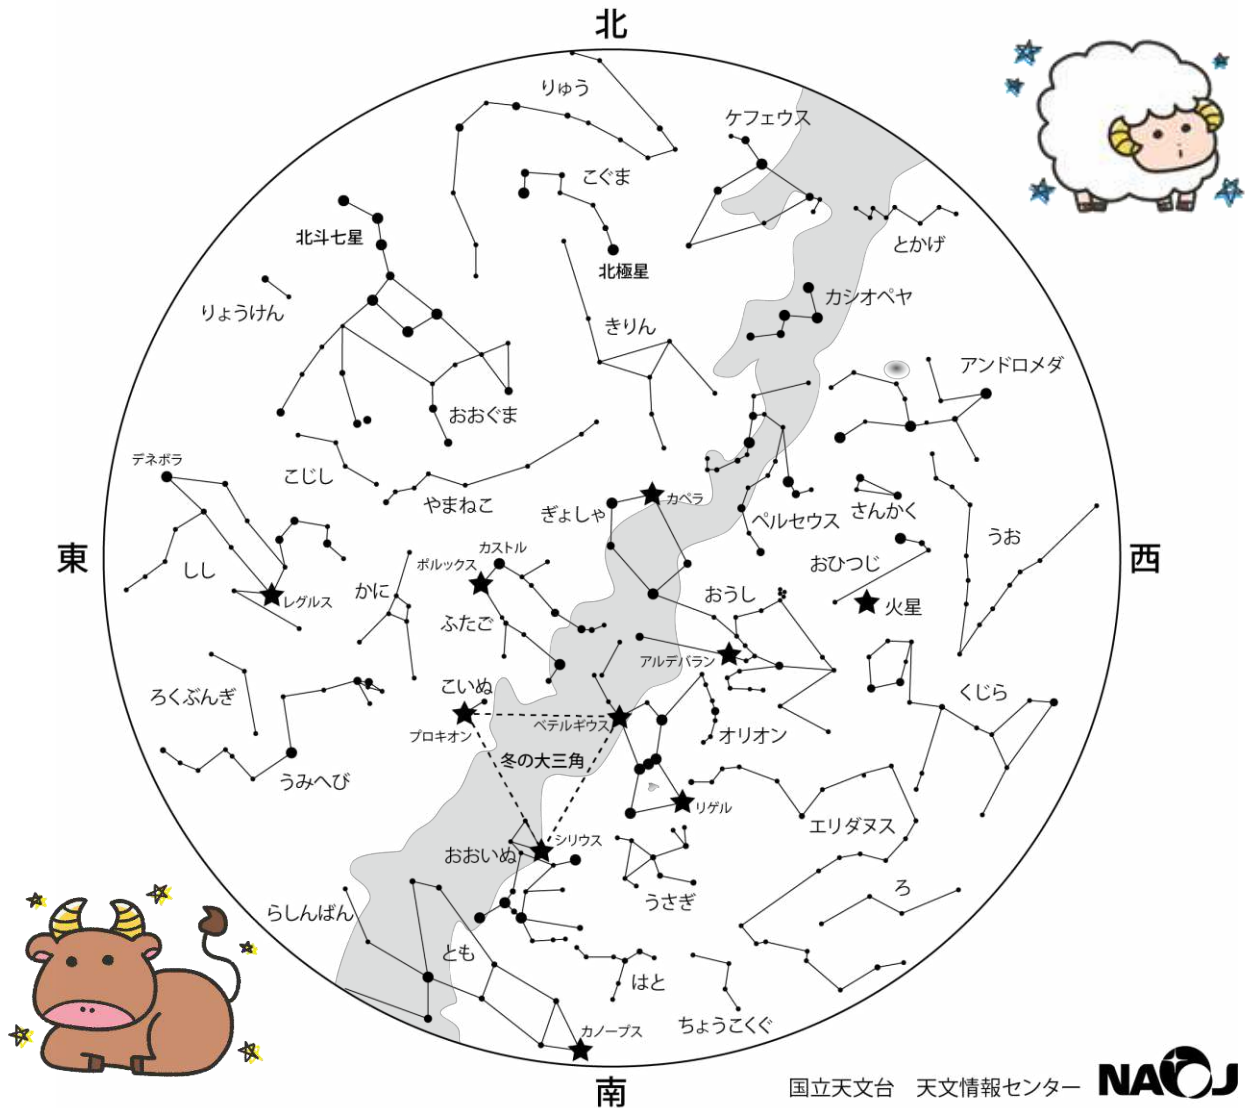 北
りゅう
ケフェウス
こぐま
とかげ
北斗七星
北極星
カシオペヤ
りょうけん
きりん
アンドロメダ
おおぐま
デネボラ
こじし
やまねこ
カペラ
ぎょしゃ
ペルセウス
さんかく
うお
東
西
カストル
ポルックス
おひつじ
しし
レグルス
かに
おうし
火星
ふたご
アルデバラン
ろくぶんぎ
こいぬ
くじら
プロキオン
ベテルギウス
オリオン
冬の大三角
うみへび
リゲル
エリダヌス
シリウス
おおいぬ
うさぎ
ろ
らしんばん
とも
はと
ちょうこくぐ
カノープス
南
国立天文台 天文情報センター
NAOJ